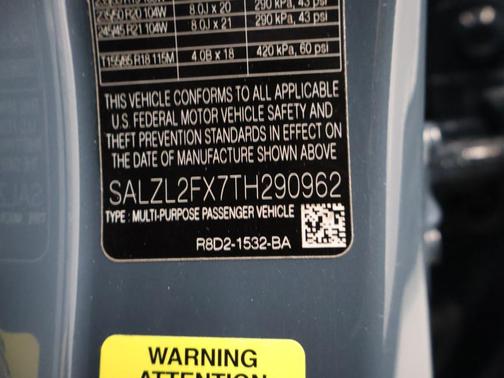 235/50 R20 104W 8.0J x 20 290 kPa, 43 psi
245/45 R21 104W 8.0J x 21 290 kPa, 43 psi
T155/85 R18 115M 4.0B x 18 420 kPa, 60 psi
THIS VEHICLE CONFORMS TO ALL APPLICABLE
U.S. FEDERAL MOTOR VEHICLE SAFETY AND
THEFT PREVENTION STANDARDS IN EFFECT ON
THE DATE OF MANUFACTURE SHOWN ABOVE
SALZL2FX7TH290962
TYPE : MULTI-PURPOSE PASSENGER VEHICLE
R8D2-1532-BA
WARNING
ATTENTION